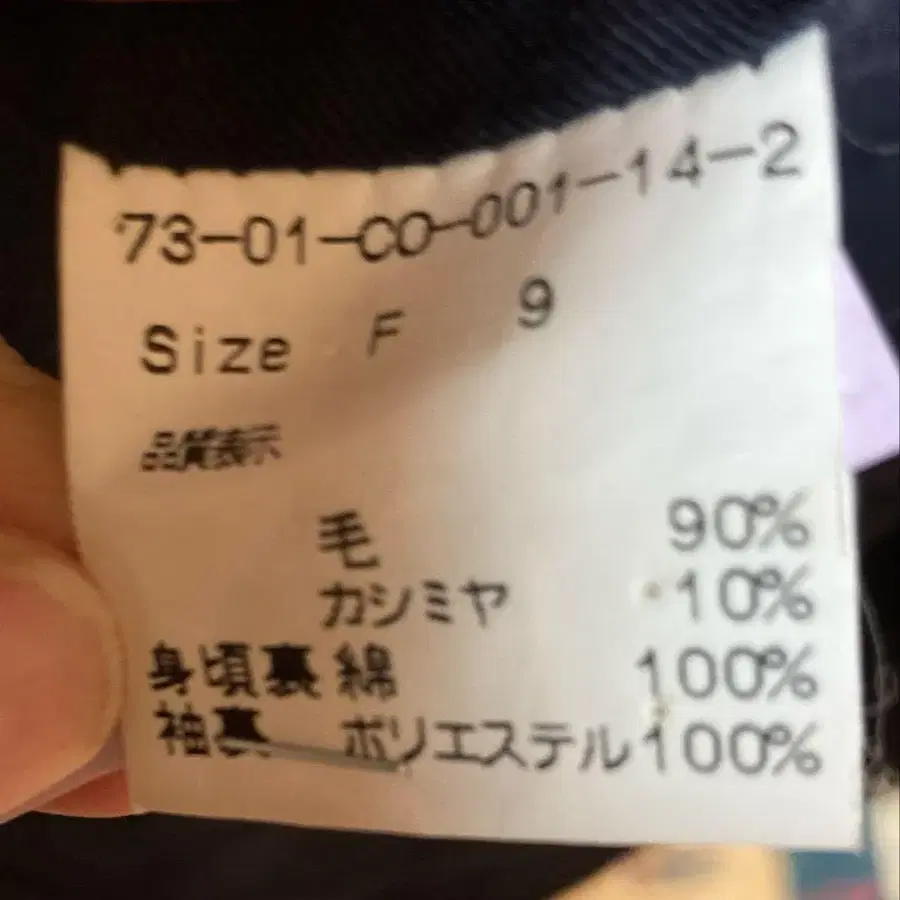 73-01-CO-001-14-2
Size F 9
品質表示
毛 90%
カシミヤ 10%
身頃裏 綿 100%
袖裏 ポリエステル 100%